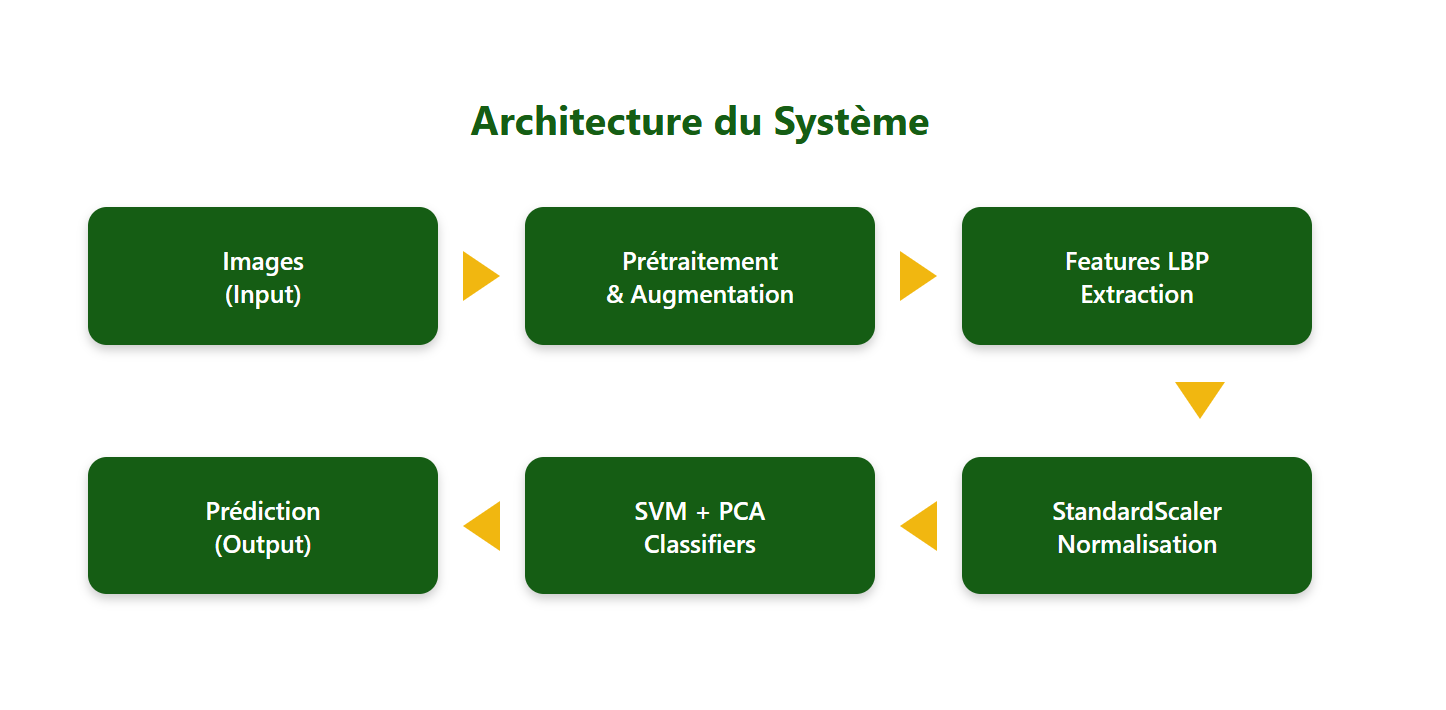 Architecture du Système
Images
(Input)
Prétraitement
& Augmentation
Features LBP
Extraction
StandardScaler
Normalisation
SVM + PCA
Classifiers
Prédiction
(Output)